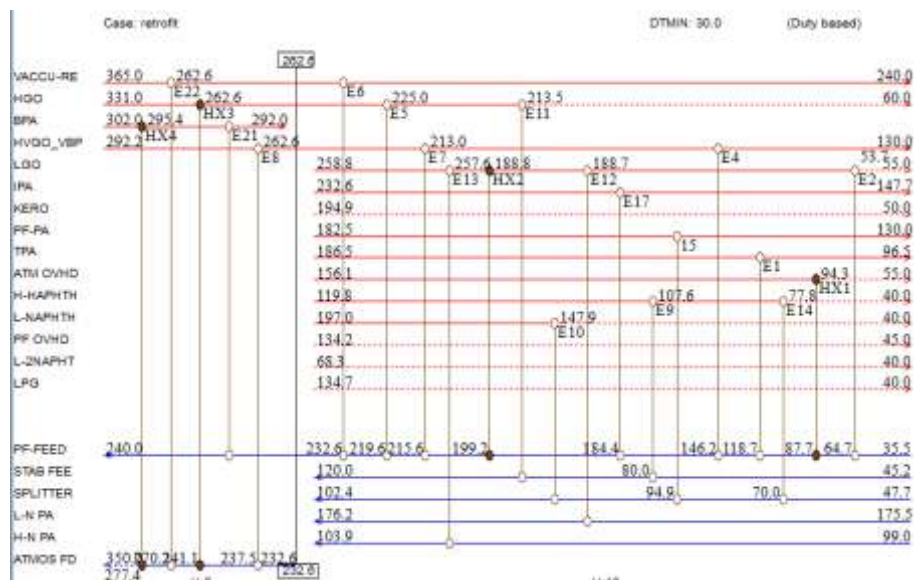 Case: retrofit DTMIN: 30.0 (Duty based)
262.6
VACCU-RE 365.0 262.6 240.0
E22 E6
HGO 331.0 262.6 225.0 213.5 60.0
HX3 E5 E11
BPA 302.0 295.4 292.0
HX4 E21
HVGO_VBP 292.2 262.6 213.0 130.0
E8 E7 E4
LGO 258.8 257.6 188.8 188.7 53.7 55.0
E13 HX2 E12 E2
IPA 232.6 147.7
E17
KERO 194.9 50.0
PF-PA 182.5 130.0
15
TPA 186.5 96.5
E1
ATM OVHD 156.1 94.3 55.0
HX1
H-HAPHTH 119.8 107.6 77.8 40.0
E9 E14
L-NAPHTH 197.0 147.9 40.0
E10
PF OVHD 134.2 45.0
L-2NAPHT 68.3 40.0
LPG 134.7 40.0
PF-FEED 240.0 232.6 219.6 215.6 199.2 184.4 146.2 118.7 87.7 64.7 35.5
STAB FEE 120.0 80.0 45.2
SPLITTER 102.4 94.9 70.0 47.7
L-N PA 176.2 175.5
H-N PA 103.9 99.0
ATMOS FD 350.0 270.2 241.1 237.5 232.6
277.4 232.6